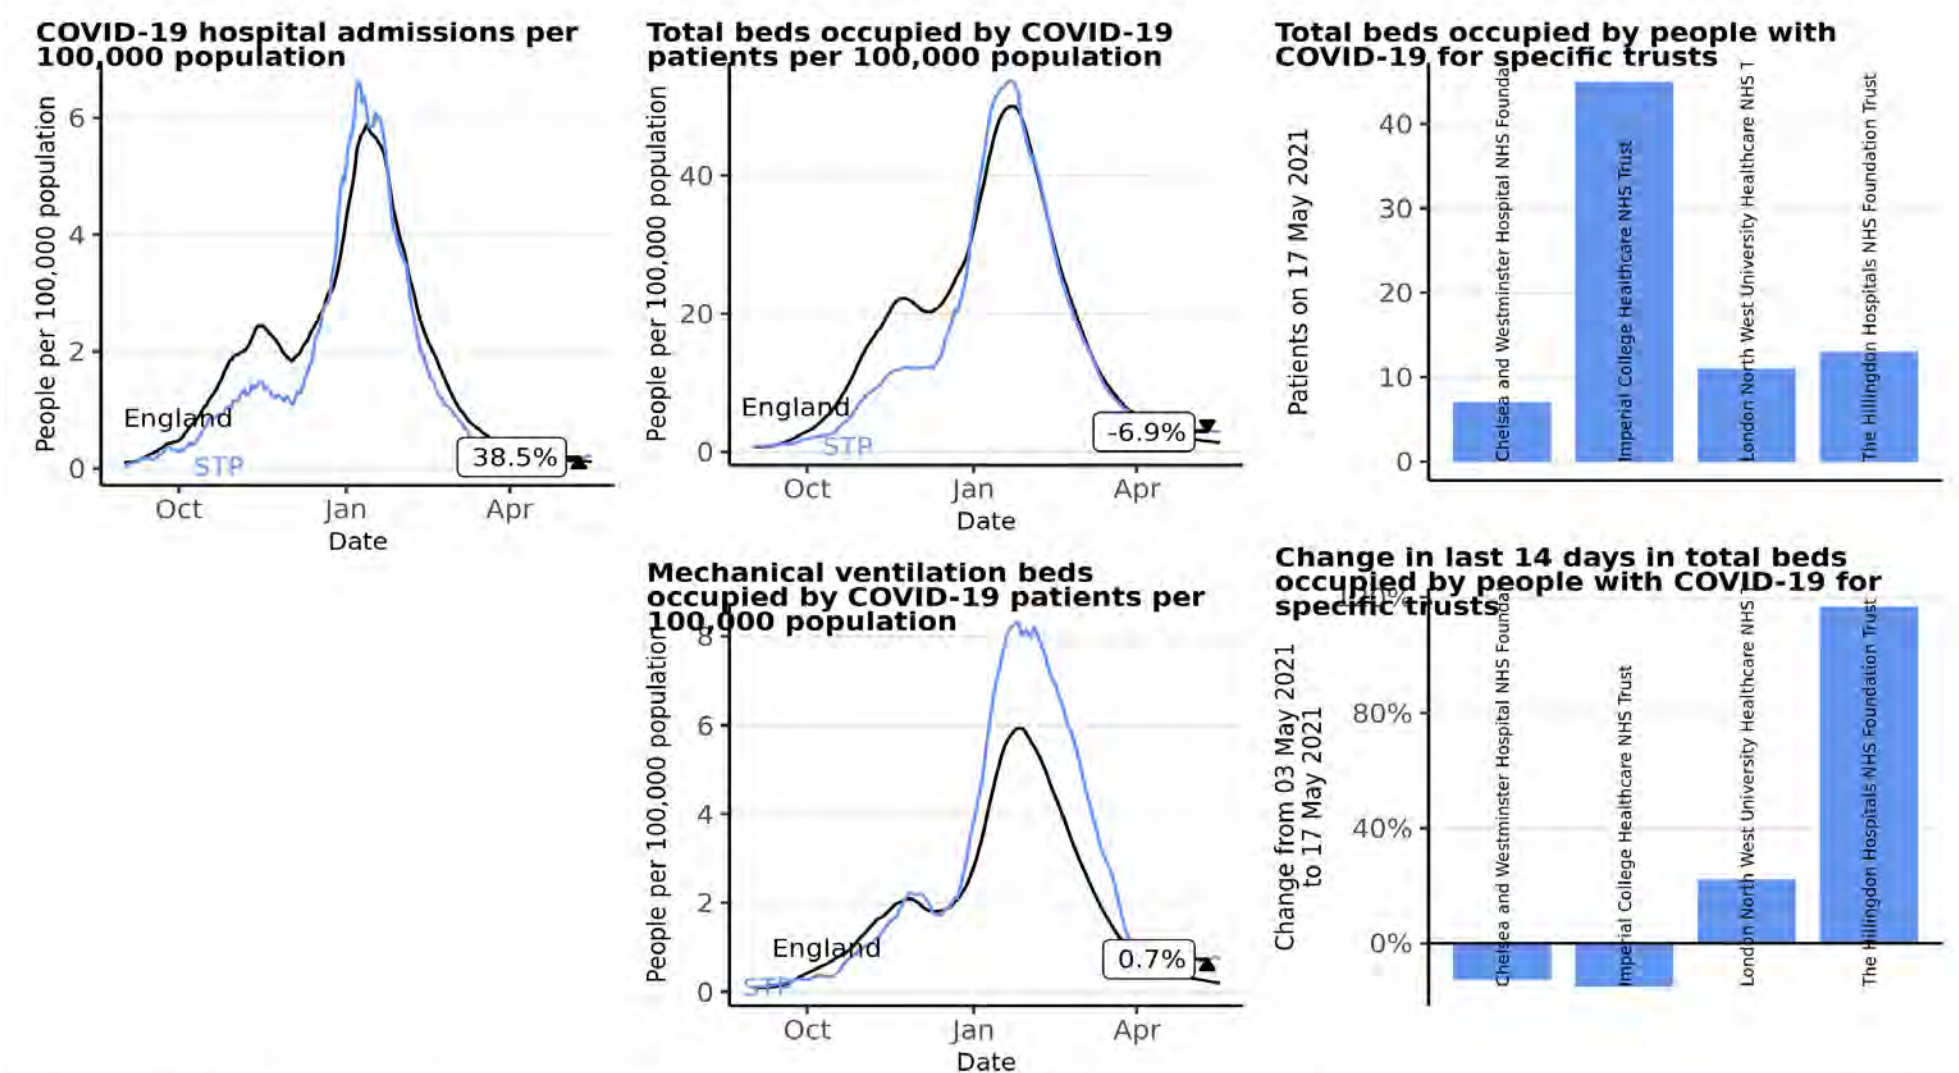 COVID-19 hospital admissions per
100,000 population
People per 100,000 population
6
4
2
0
England
STP
38.5%
Oct
Jan
Apr
Date
Total beds occupied by COVID-19
patients per 100,000 population
People per 100,000 population
40
20
0
England
STP
-6.9%
Oct
Jan
Apr
Date
Total beds occupied by people with
COVID-19 for specific trusts
Patients on 17 May 2021
40
30
20
10
0
Chelsea and Westminster Hospital NHS Founda
Imperial College Healthcare NHS Trust
London North West University Healthcare NHS T
The Hillingdon Hospitals NHS Foundation Trust
Mechanical ventilation beds
occupied by COVID-19 patients per
100,000 population
People per 100,000 population
8
6
4
2
0
England
STP
0.7%
Oct
Jan
Apr
Date
Change in last 14 days in total beds
occupied by people with COVID-19 for
specific trusts
Change from 03 May 2021
to 17 May 2021
80%
40%
0%
Chelsea and Westminster Hospital NHS Founda
Imperial College Healthcare NHS Trust
London North West University Healthcare NHS T
The Hillingdon Hospitals NHS Foundation Trust